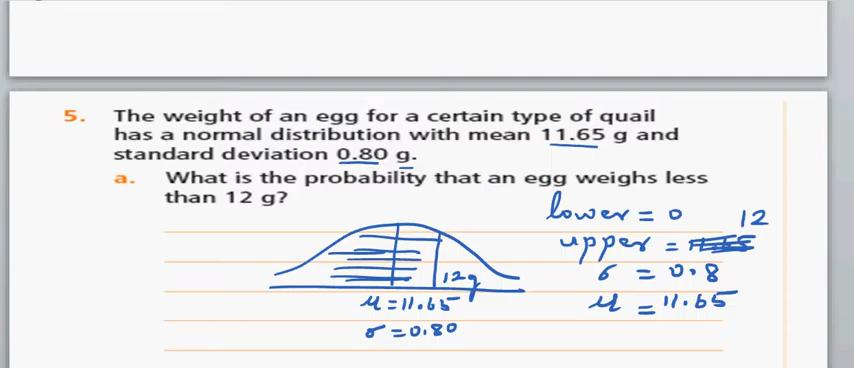 5. The weight of an egg for a certain type of quail
has a normal distribution with mean 11.65 g and
standard deviation 0.80 g.
a. What is the probability that an egg weighs less
than 12 g?
lower = 0
upper = 12
σ = 0.8
μ = 11.65
12g
μ = 11.65
σ = 0.80